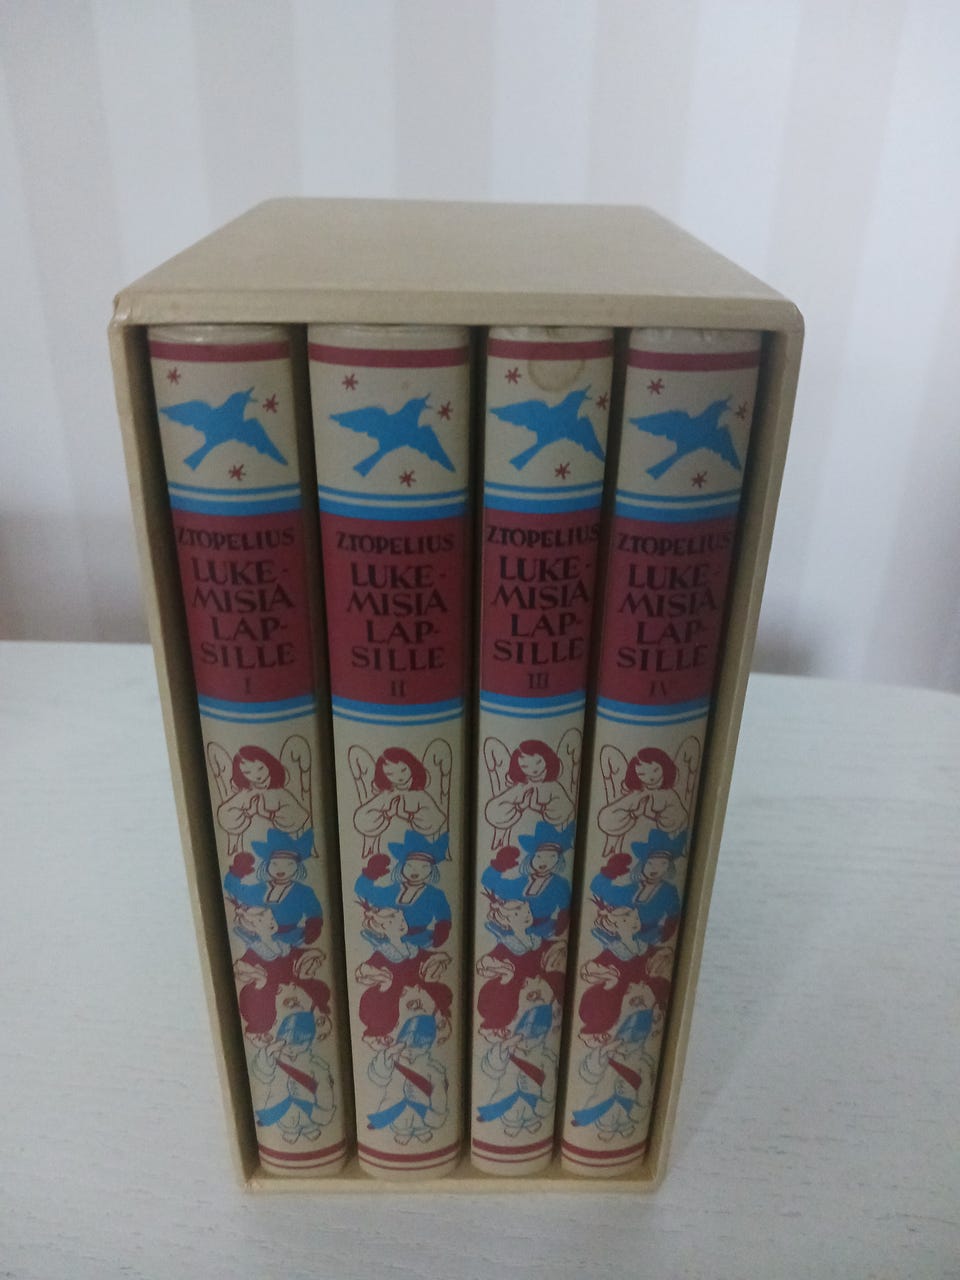 Z.TOPELIUS
LUKE-
MISIA
LAP-
SILLE
I
Z.TOPELIUS
LUKE-
MISIA
LAP-
SILLE
II
Z.TOPELIUS
LUKE-
MISIA
LAP-
SILLE
III
Z.TOPELIUS
LUKE-
MISIA
LAP-
SILLE
IV